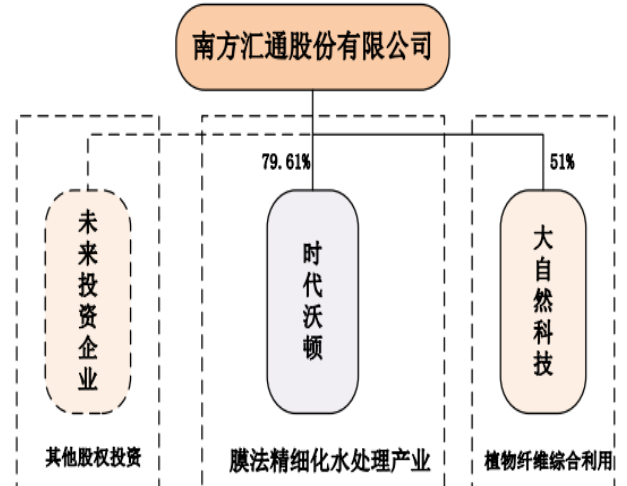 南方汇通股份有限公司
79.61%
51%
未来投资企业
时代沃顿
大自然科技
其他股权投资
膜法精细化水处理产业
植物纤维综合利用